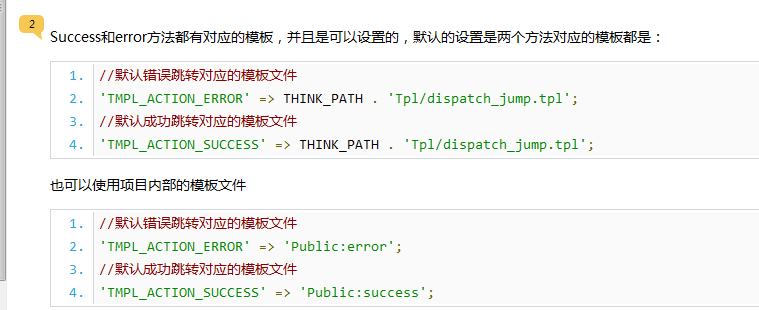 2
Success和error方法都有对应的模板，并且是可以设置的，默认的设置是两个方法对应的模板都是：
1. //默认错误跳转对应的模板文件
2. 'TMPL_ACTION_ERROR' => THINK_PATH . 'Tpl/dispatch_jump.tpl';
3. //默认成功跳转对应的模板文件
4. 'TMPL_ACTION_SUCCESS' => THINK_PATH . 'Tpl/dispatch_jump.tpl';
也可以使用项目内部的模板文件
1. //默认错误跳转对应的模板文件
2. 'TMPL_ACTION_ERROR' => 'Public:error';
3. //默认成功跳转对应的模板文件
4. 'TMPL_ACTION_SUCCESS' => 'Public:success';